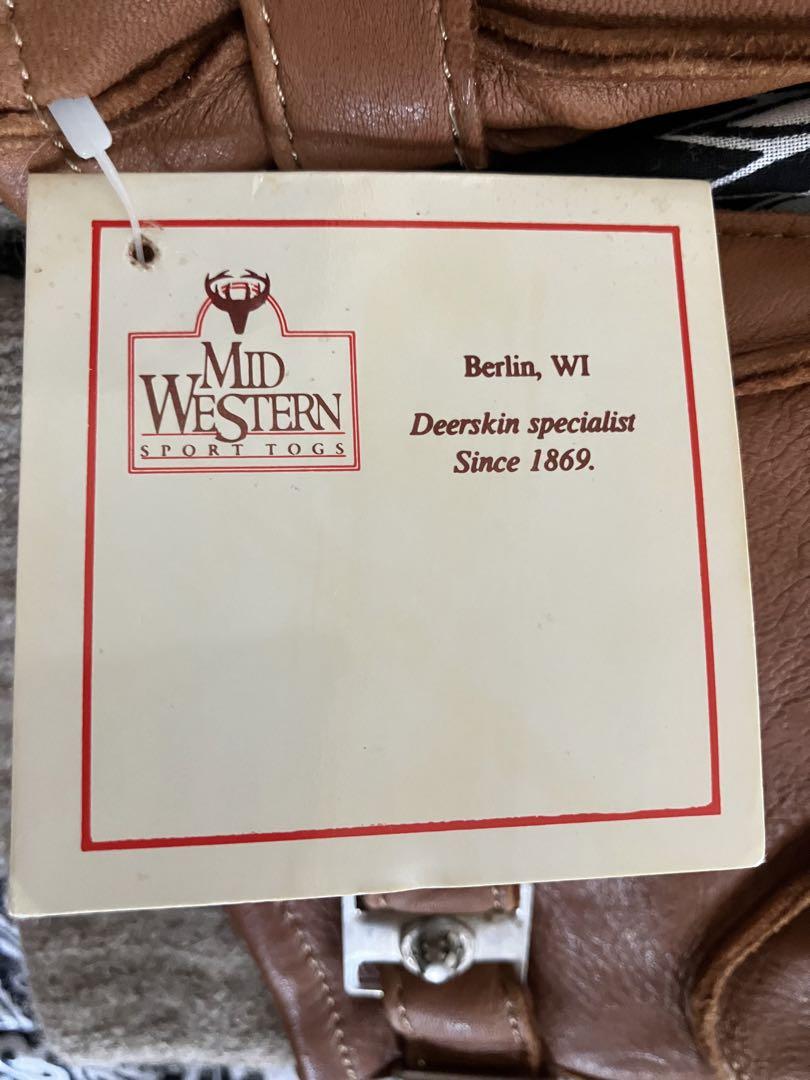 MID
WESTERN
SPORT TOGS
Berlin, WI
Deerskin specialist
Since 1869.